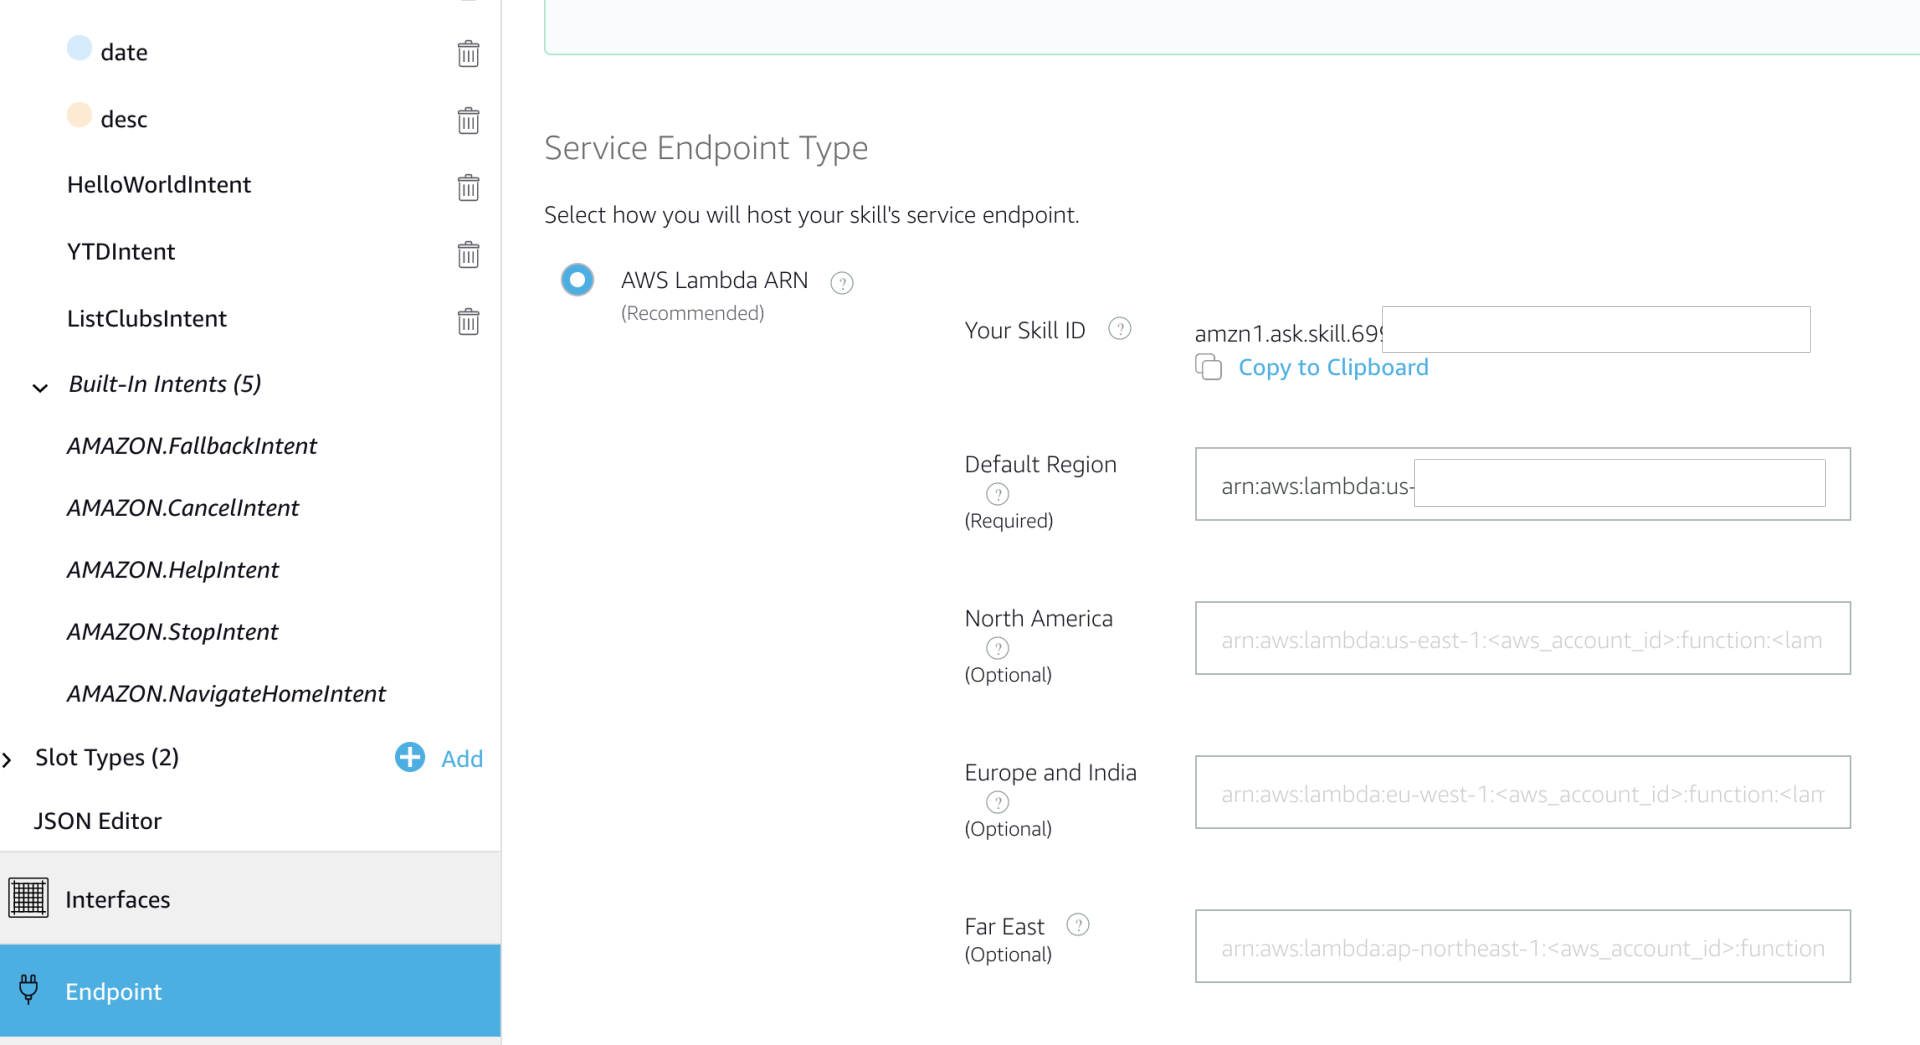 date
desc
HelloWorldIntent
YTDIntent
ListClubsIntent
Built-In Intents (5)
AMAZON.FallbackIntent
AMAZON.CancelIntent
AMAZON.HelpIntent
AMAZON.StopIntent
AMAZON.NavigateHomeIntent
Slot Types (2)
Add
JSON Editor
Interfaces
Endpoint
Service Endpoint Type
Select how you will host your skill's service endpoint.
AWS Lambda ARN ?
(Recommended)
Your Skill ID ?
amzn1.ask.skill.699
Copy to Clipboard
Default Region
?
(Required)
arn:aws:lambda:us-
North America
?
(Optional)
arn:aws:lambda:us-east-1:<aws_account_id>:function:<lam
Europe and India
?
(Optional)
arn:aws:lambda:eu-west-1:<aws_account_id>:function:<lam
Far East ?
(Optional)
arn:aws:lambda:ap-northeast-1:<aws_account_id>:function